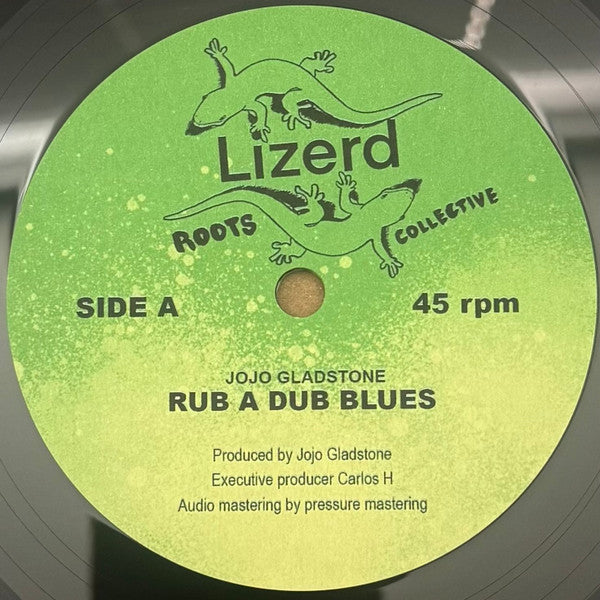 Lizerd
ROOTS COLLECTIVE
SIDE A 45 rpm
JOJO GLADSTONE
RUB A DUB BLUES
Produced by Jojo Gladstone
Executive producer Carlos H
Audio mastering by pressure mastering